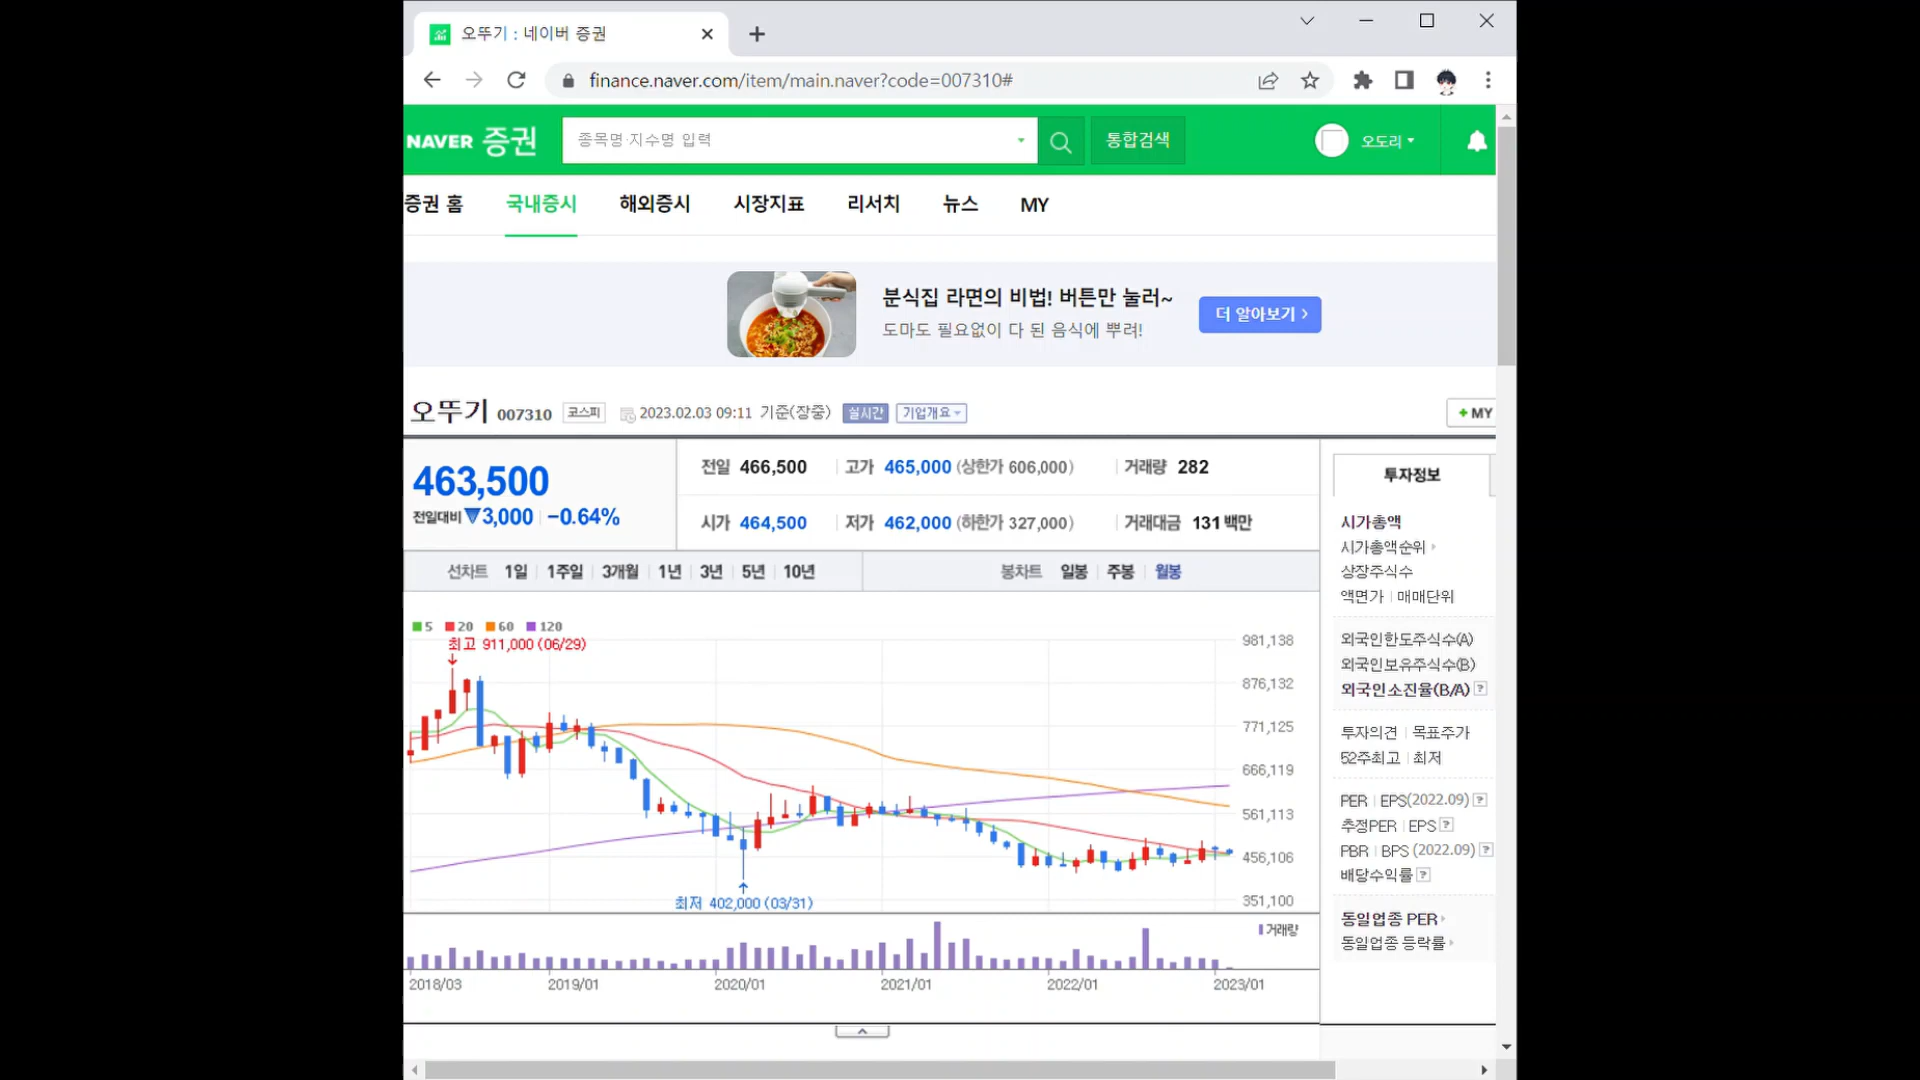 오뚜기 : 네이버 증권
finance.naver.com/item/main.naver?code=007310#
NAVER 증권
종목명·지수명 입력
통합검색
오도리
증권 홈 국내증시 해외증시 시장지표 리서치 뉴스 MY
분식집 라면의 비법! 버튼만 눌러~
도마도 필요없이 다 된 음식에 뿌려!
더 알아보기 >
오뚜기 007310 코스피 2023.02.03 09:11 기준(장중) 실시간 기업개요
+ MY
463,500
전일대비 ▼3,000 -0.64%
전일 466,500 고가 465,000 (상한가 606,000) 거래량 282
시가 464,500 저가 462,000 (하한가 327,000) 거래대금 131 백만
선차트 1일 1주일 3개월 1년 3년 5년 10년 봉차트 일봉 주봉 월봉
5 20 60 120
최고 911,000 (06/29)
981,138
876,132
771,125
666,119
561,113
456,106
351,100
최저 402,000 (03/31)
거래량
2018/03 2019/01 2020/01 2021/01 2022/01 2023/01
투자정보
시가총액
시가총액순위
상장주식수
액면가 | 매매단위
외국인한도주식수(A)
외국인보유주식수(B)
외국인소진율(B/A) ?
투자의견 | 목표주가
52주최고 | 최저
PER | EPS(2022.09) ?
추정PER | EPS ?
PBR | BPS (2022.09) ?
배당수익률 ?
동일업종 PER
동일업종 등락률